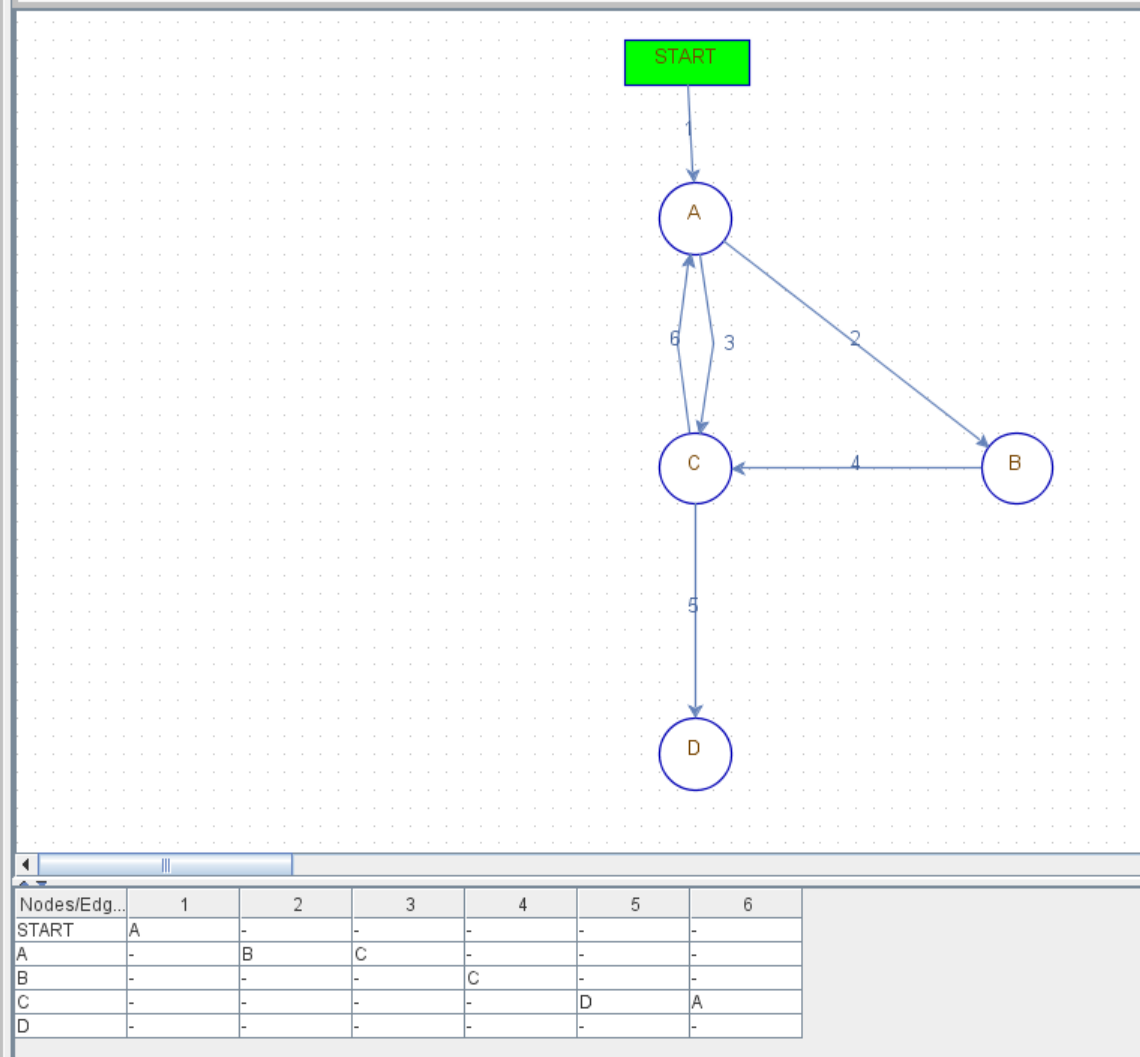 START
1
A
6 3 2
C 4 B
5
D
Nodes/Edg... 1 2 3 4 5 6
START A - - - - -
A - B C - - -
B - - - C - -
C - - - - D A
D - - - - - -